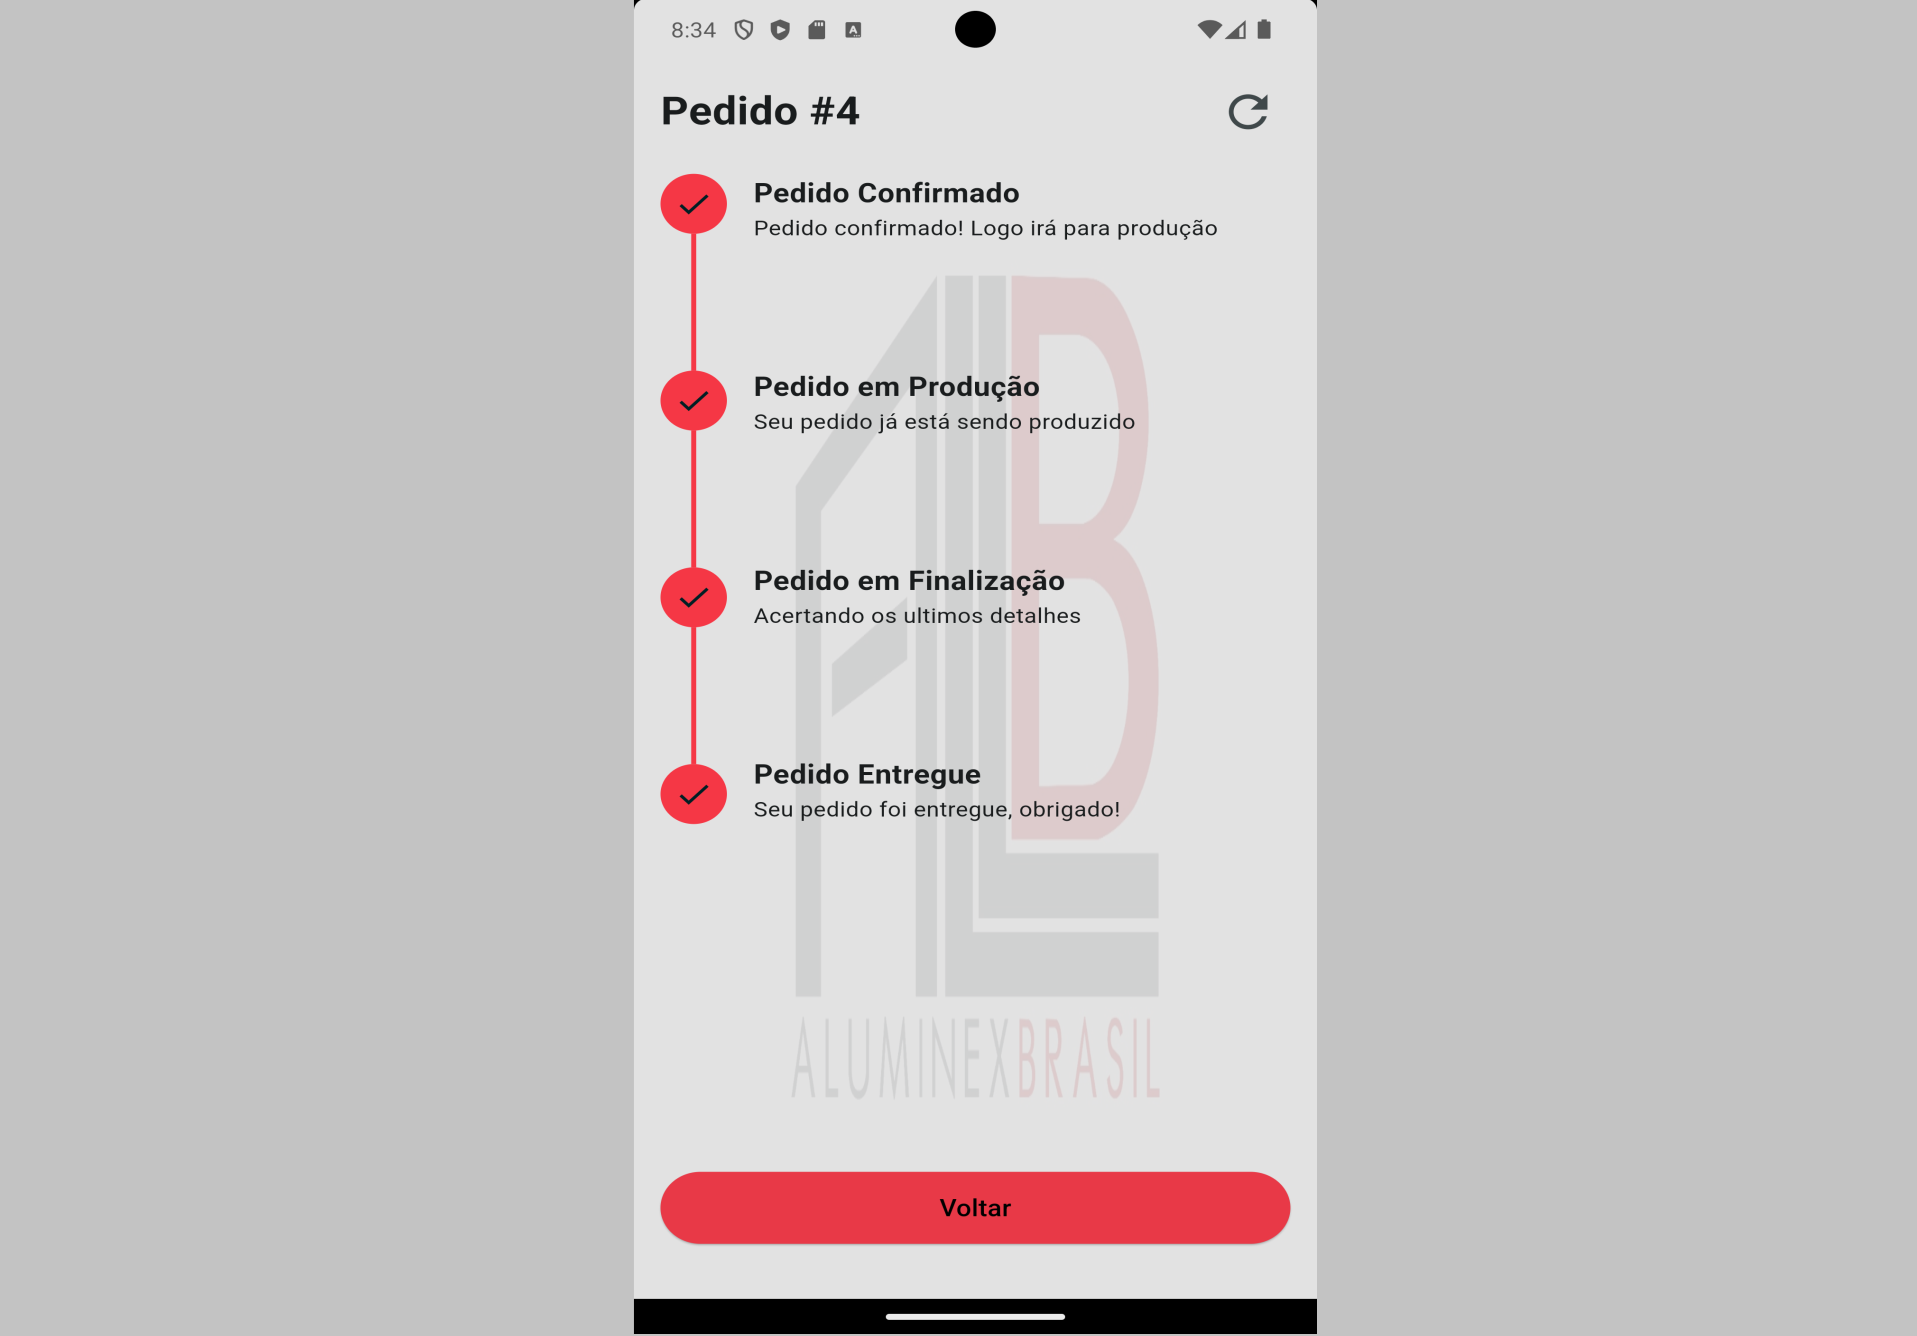 8:34
Pedido #4
Pedido Confirmado
Pedido confirmado! Logo irá para produção
Pedido em Produção
Seu pedido já está sendo produzido
Pedido em Finalização
Acertando os ultimos detalhes
Pedido Entregue
Seu pedido foi entregue, obrigado!
ALB
ALUMINEXBRASIL
Voltar